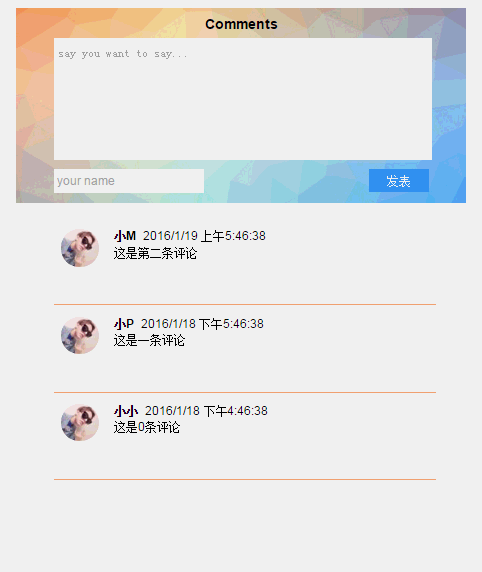 Comments
say you want to say...
your name
发表
小M 2016/1/19 上午5:46:38
这是第二条评论
小P 2016/1/18 下午5:46:38
这是一条评论
小小 2016/1/18 下午4:46:38
这是0条评论